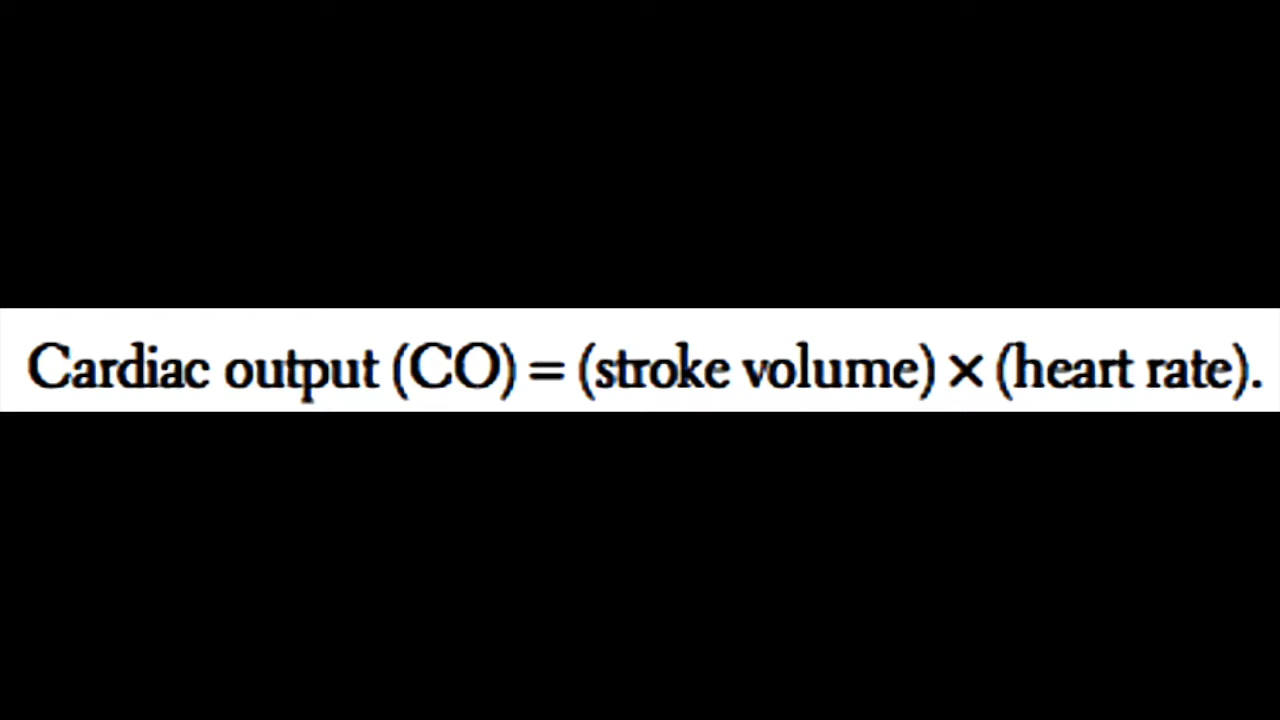 Cardiac output (CO) = (stroke volume) × (heart rate).